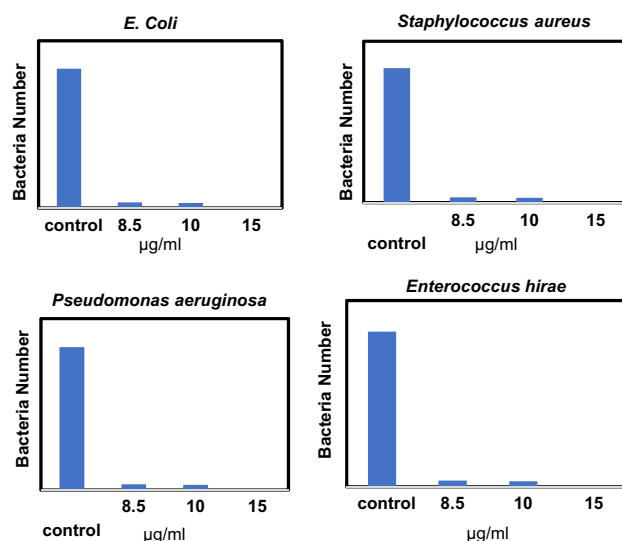 E. Coli
Bacteria Number
control 8.5 10 15
µg/ml
Staphylococcus aureus
Bacteria Number
8.5 10 15
control
µg/ml
Pseudomonas aeruginosa
Bacteria Number
8.5 10 15
control
µg/ml
Enterococcus hirae
Bacteria Number
control 8.5 10 15
µg/ml